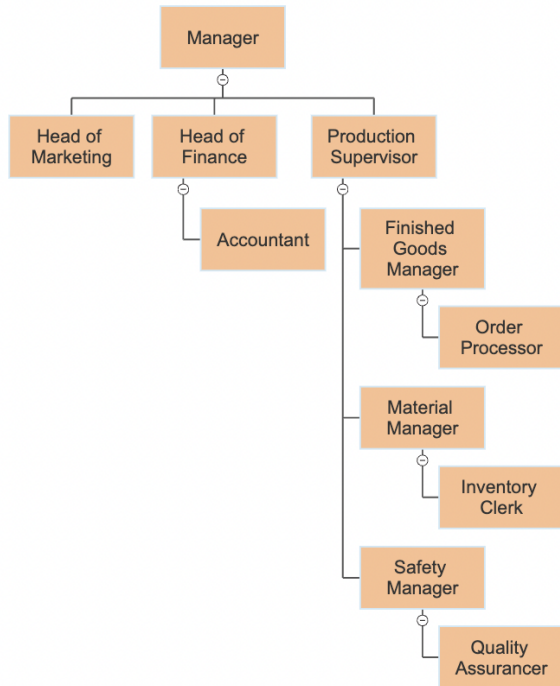 Manager
Head of
Marketing
Head of
Finance
Production
Supervisor
Accountant
Finished
Goods
Manager
Order
Processor
Material
Manager
Inventory
Clerk
Safety
Manager
Quality
Assurancer